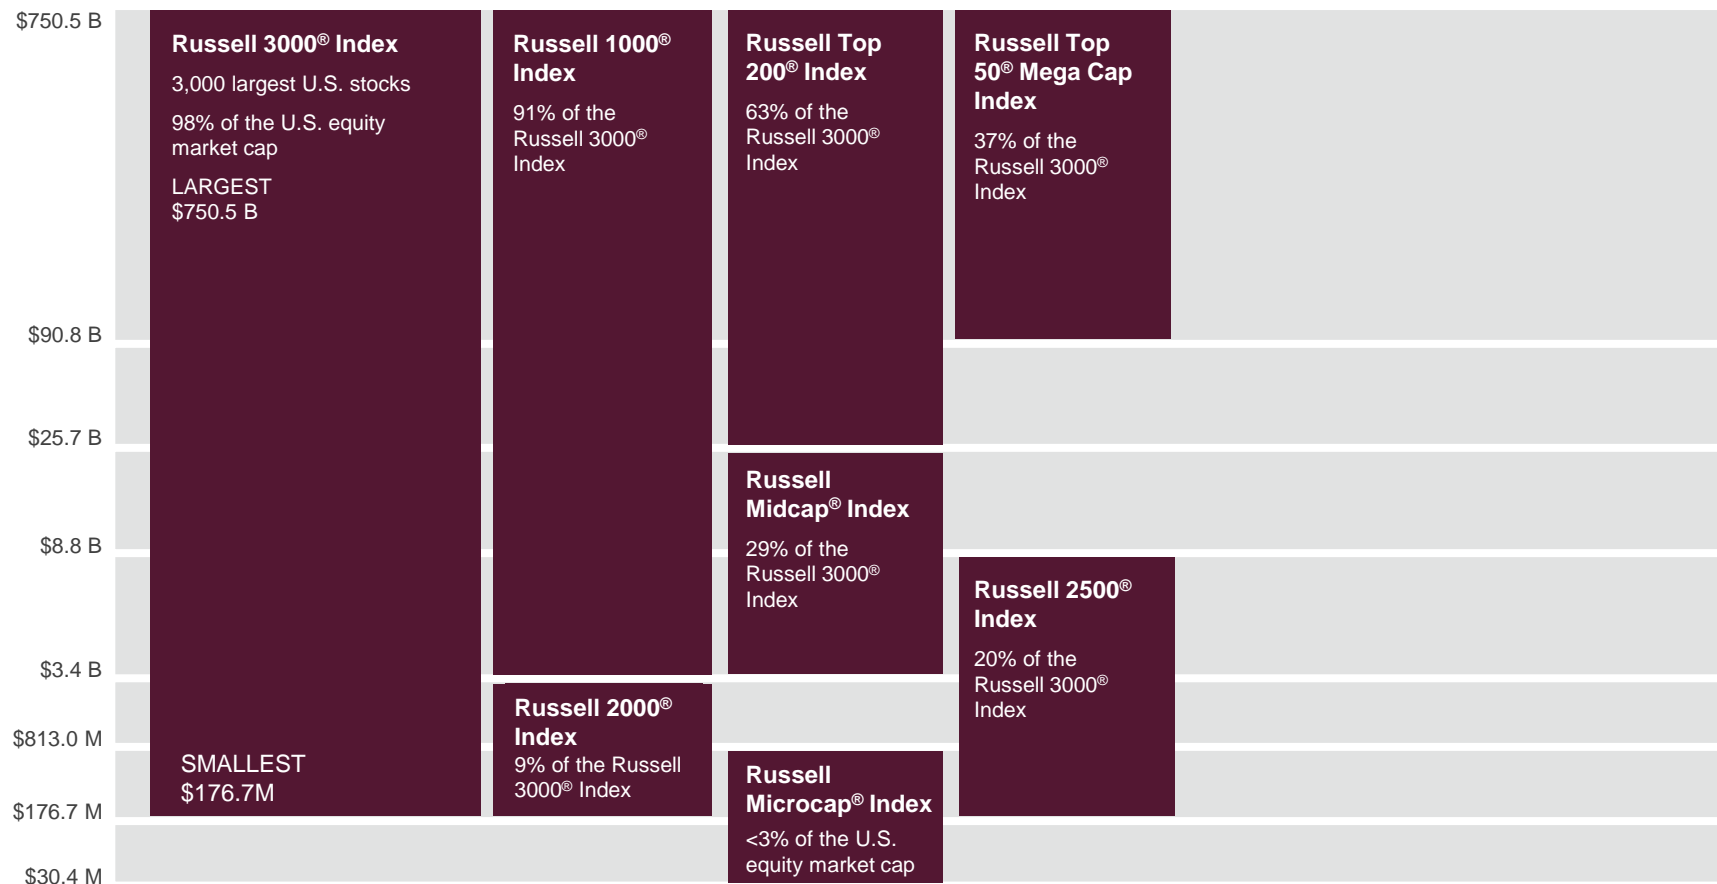 $750.5 B
$90.8 B
$25.7 B
$8.8 B
$3.4 B
$813.0 M
$176.7 M
$30.4 M
Russell 3000® Index
3,000 largest U.S. stocks
98% of the U.S. equity
market cap
LARGEST
$750.5 B
SMALLEST
$176.7M
Russell 1000®
Index
91% of the
Russell 3000®
Index
Russell 2000®
Index
9% of the Russell
3000® Index
Russell Top
200® Index
63% of the
Russell 3000®
Index
Russell
Midcap® Index
29% of the
Russell 3000®
Index
Russell
Microcap® Index
<3% of the U.S.
equity market cap
Russell Top
50® Mega Cap
Index
37% of the
Russell 3000®
Index
Russell 2500®
Index
20% of the
Russell 3000®
Index